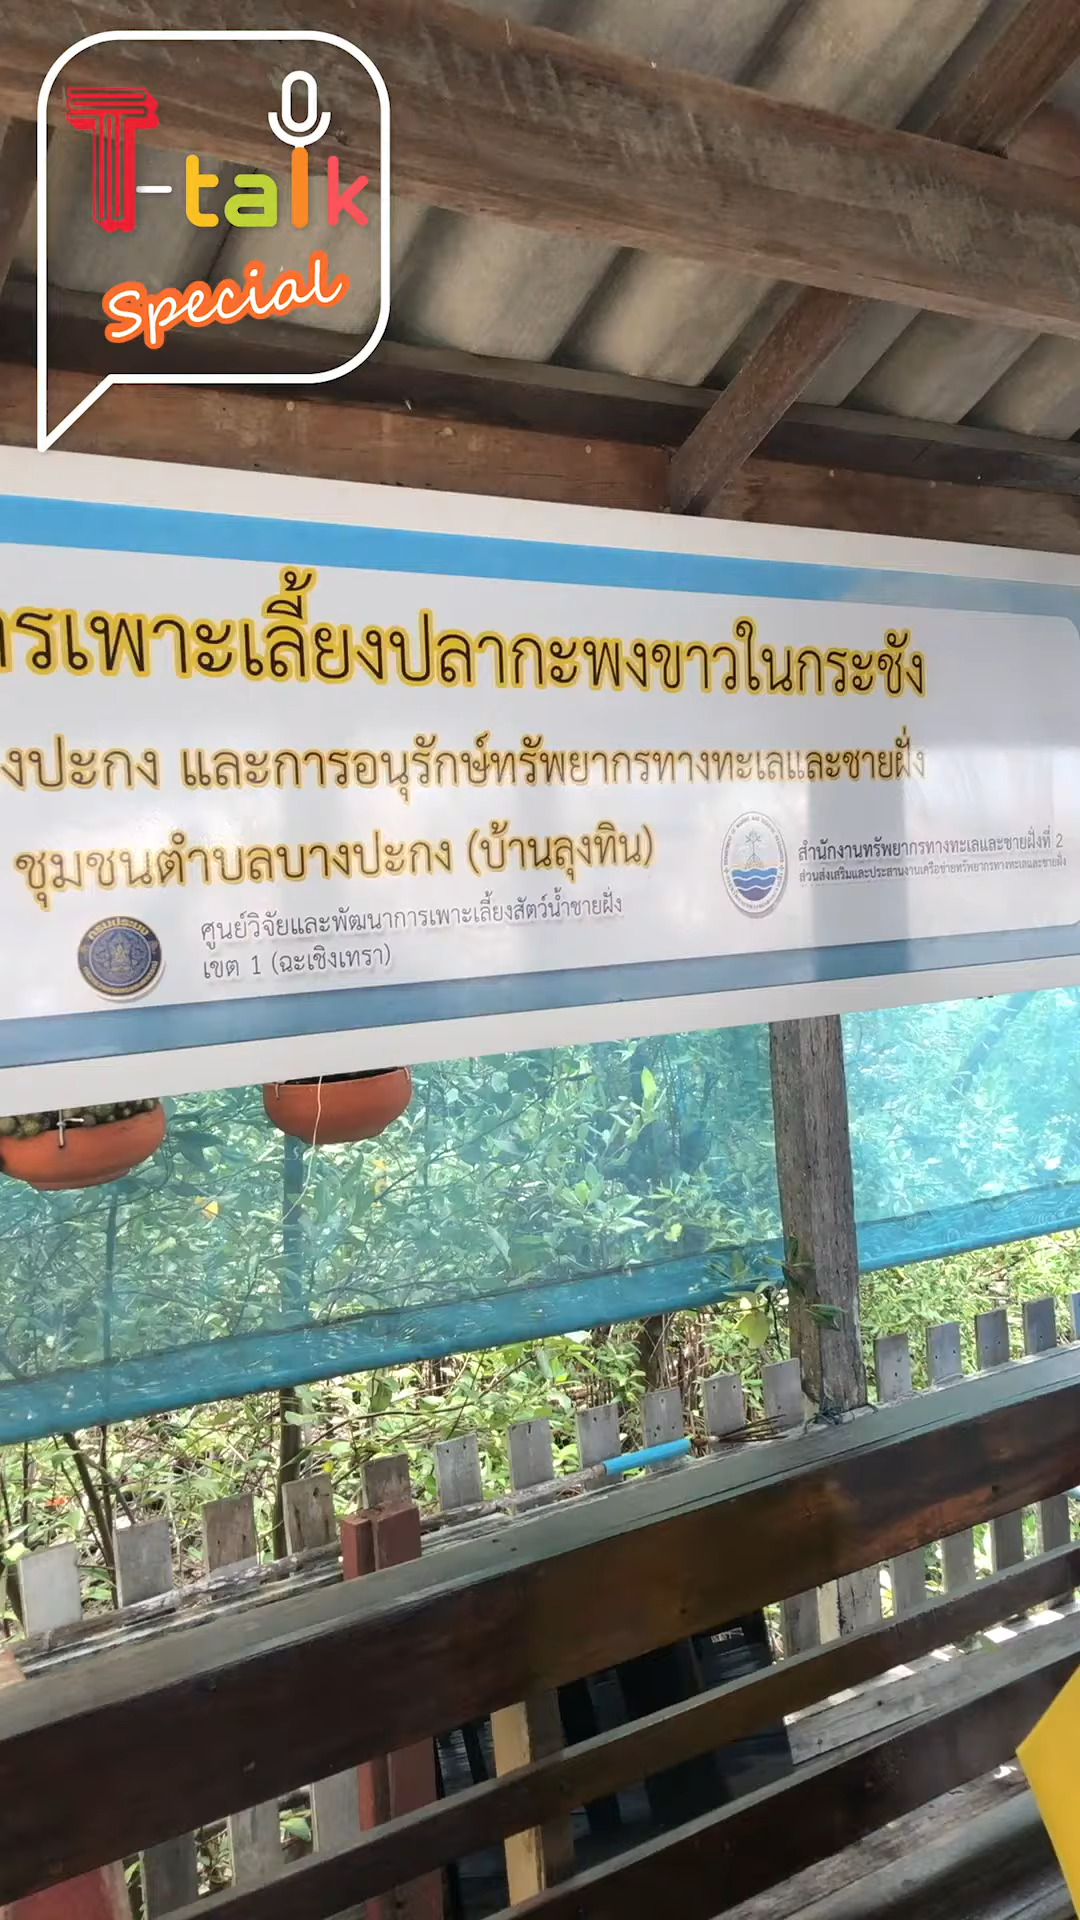 T-talk
Special
รเพาะเลี้ยงปลากะพงขาวในกระชัง
งปะกง และการอนุรักษ์ทรัพยากรทางทะเลและชายฝั่ง
ชุมชนตำบลบางปะกง (บ้านลุงทิน)
สำนักงานทรัพยากรทางทะเลและชายฝั่งที่ 2
ส่วนส่งเสริมและประสานงานเครือข่ายทรัพยากรทางทะเลและชายฝั่ง
กรมประมง
ศูนย์วิจัยและพัฒนาการเพาะเลี้ยงสัตว์น้ำชายฝั่ง
เขต 1 (ฉะเชิงเทรา)